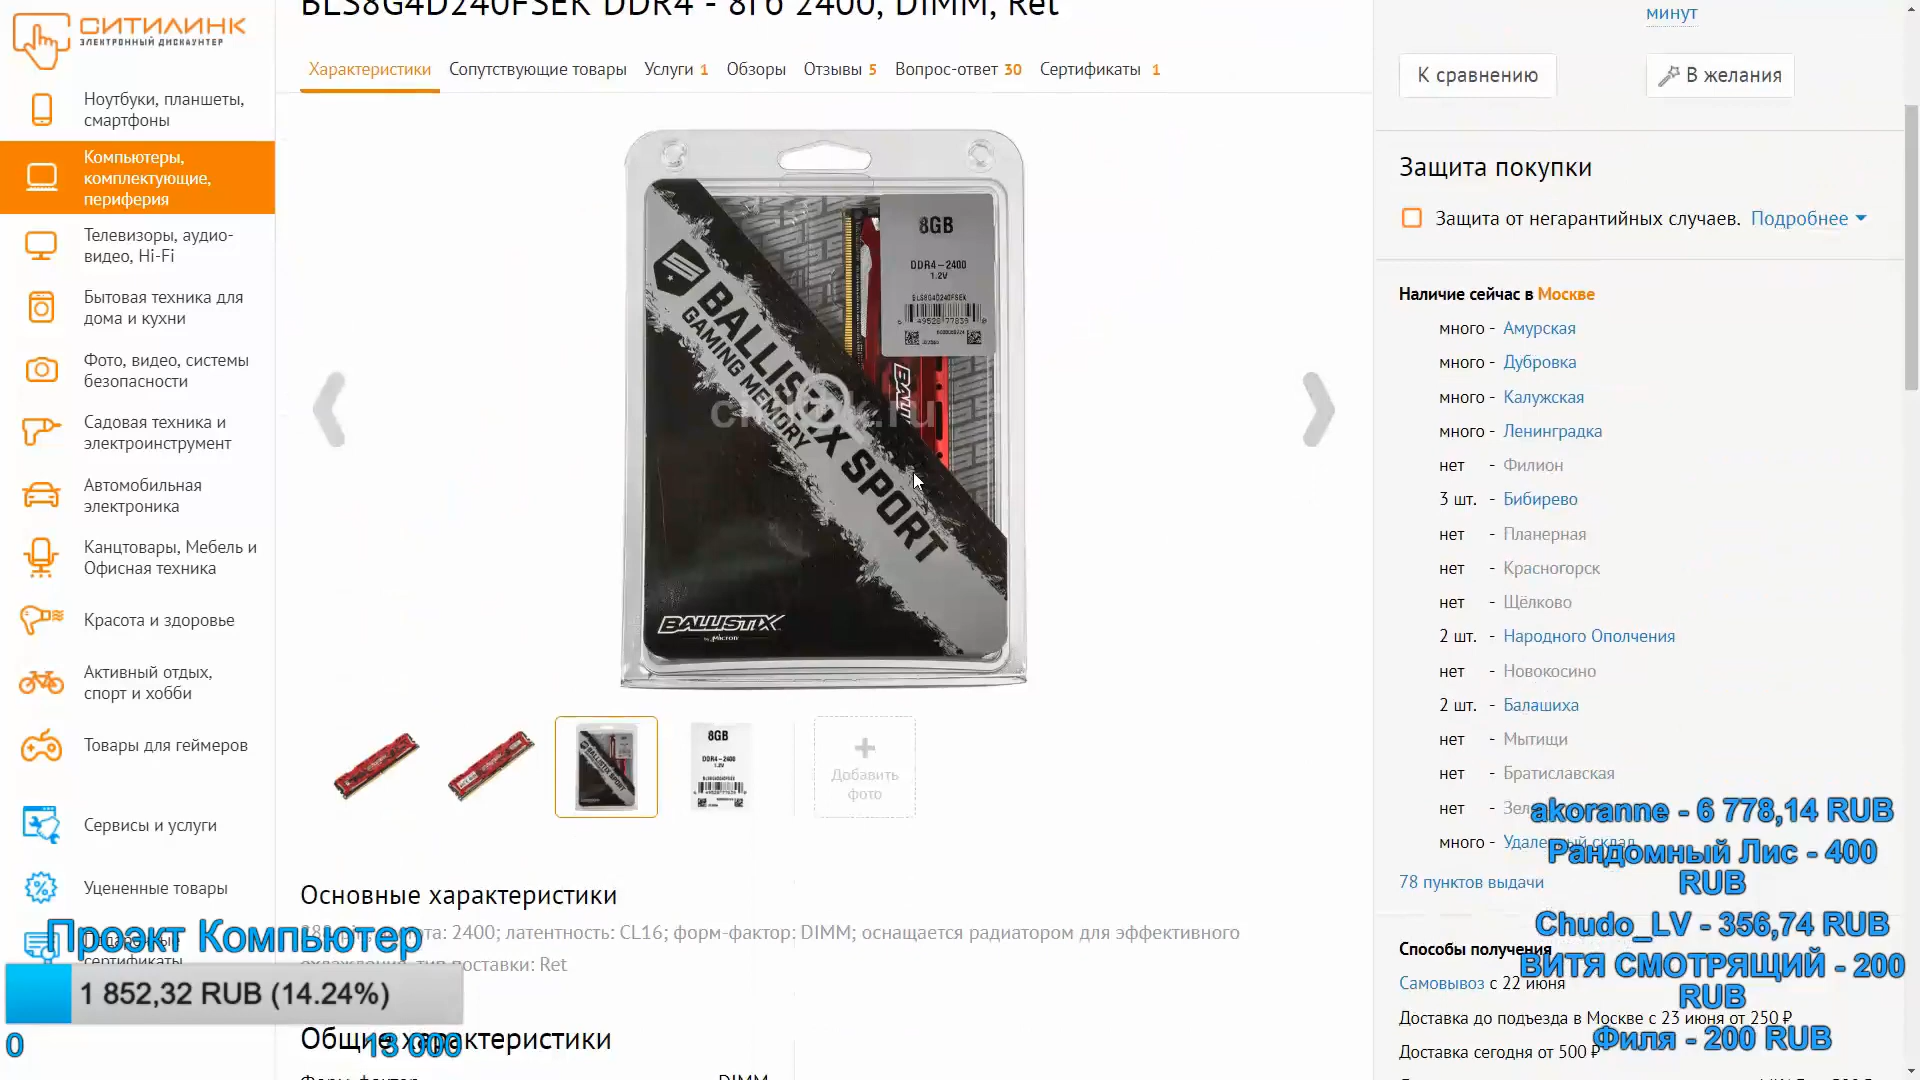 СИТИЛИНК
ЭЛЕКТРОННЫЙ ДИСКАУНТЕР
Ноутбуки, планшеты,
смартфоны
Компьютеры,
комплектующие,
периферия
Телевизоры, аудио-
видео, Hi-Fi
Бытовая техника для
дома и кухни
Фото, видео, системы
безопасности
Садовая техника и
электроинструмент
Автомобильная
электроника
Канцтовары, Мебель и
Офисная техника
Красота и здоровье
Активный отдых,
спорт и хобби
Товары для геймеров
Сервисы и услуги
Уцененные товары
сертификаты
Проэкт Компьютер
1 852,32 RUB (14.24%)
0
13 000
BLS8G4D240FSEK DDR4 - 8Гб 2400, DIMM, Ret
Характеристики
Сопутствующие товары
Услуги 1
Обзоры
Отзывы 5
Вопрос-ответ 30
Сертификаты 1
8GB
DDR4-2400
1.2V
BLS8G4D240FSEK
BALLISTIX SPORT
GAMING MEMORY
BALLISTIX
by Micron
8GB
DDR4-2400
Добавить
фото
Основные характеристики
2400; латентность: CL16; форм-фактор: DIMM; оснащается радиатором для эффективного
охлаждения, тип поставки: Ret
Общие характеристики
Форм-фактор
DIMM
минут
К сравнению
В желания
Защита покупки
Защита от негарантийных случаев. Подробнее
Наличие сейчас в Москве
много - Амурская
много - Дубровка
много - Калужская
много - Ленинградка
нет - Филион
3 шт. - Бибирево
нет - Планерная
нет - Красногорск
нет - Щёлково
2 шт. - Народного Ополчения
нет - Новокосино
2 шт. - Балашиха
нет - Мытищи
нет - Братиславская
нет -
много - Удаленный склад
78 пунктов выдачи
Способы получения
Самовывоз с 22 июня
Доставка до подъезда в Москве с 23 июня от 250 ₽
Доставка сегодня от 500 ₽
akoranne - 6 778,14 RUB
Рандомный Лис - 400
RUB
Chudo_LV - 356,74 RUB
ВИТЯ СМОТРЯЩИЙ - 200
RUB
Филя - 200 RUB